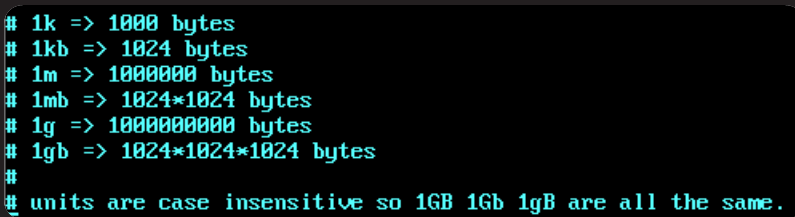 # 1k => 1000 bytes
# 1kb => 1024 bytes
# 1m => 1000000 bytes
# 1mb => 1024*1024 bytes
# 1g => 1000000000 bytes
# 1gb => 1024*1024*1024 bytes
#
# units are case insensitive so 1GB 1Gb 1gB are all the same.